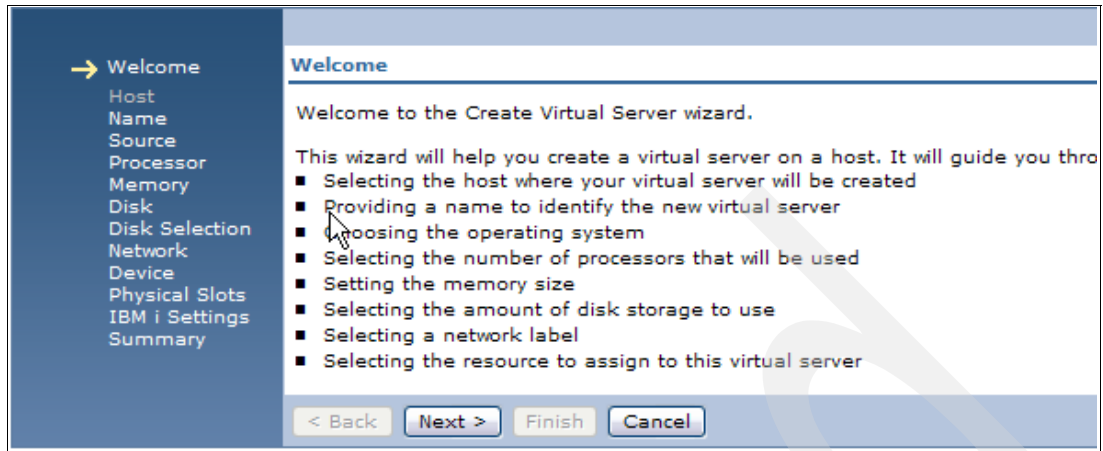 Welcome
Host
Name
Source
Processor
Memory
Disk
Disk Selection
Network
Device
Physical Slots
IBM i Settings
Summary
Welcome
Welcome to the Create Virtual Server wizard.
This wizard will help you create a virtual server on a host. It will guide you thro
Selecting the host where your virtual server will be created
Providing a name to identify the new virtual server
Choosing the operating system
Selecting the number of processors that will be used
Setting the memory size
Selecting the amount of disk storage to use
Selecting a network label
Selecting the resource to assign to this virtual server
< Back Next > Finish Cancel